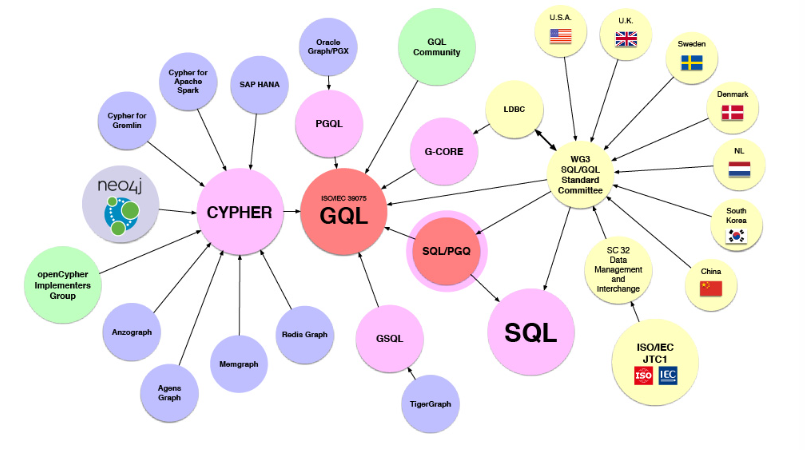 U.S.A.
U.K.
Sweden
Denmark
NL
South
Korea
China
Oracle
Graph/PGX
GQL
Community
Cypher for
Apache
Spark
SAP HANA
Cypher for
Gremlin
PGQL
LDBC
G-CORE
WG3
SQL/GQL
Standard
Committee
neo4j
CYPHER
ISO/IEC 39075
GQL
SQL/PGQ
SC 32
Data
Management
and
Interchange
openCypher
Implementers
Group
Anzograph
Agens
Graph
Memgraph
Redis Graph
GSQL
SQL
TigerGraph
ISO/IEC
JTC1
ISO
IEC